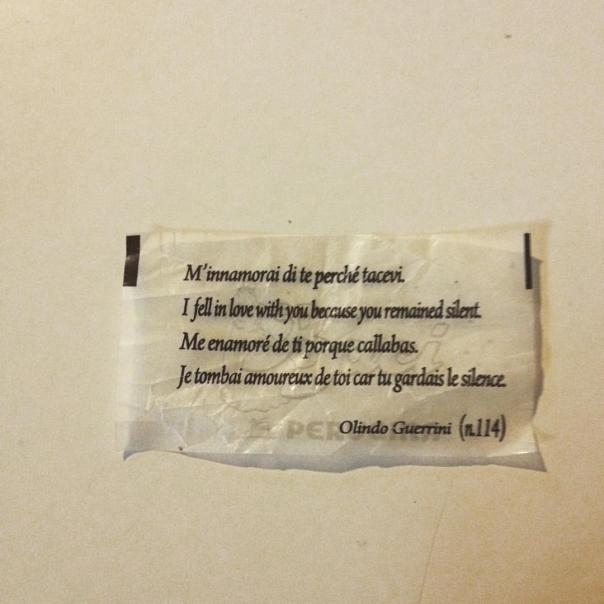 M'innamorai di te perché tacevi.
I fell in love with you because you remained silent.
Me enamoré de ti porque callabas.
Je tombai amoureux de toi car tu gardais le silence.
Olindo Guerrini (n.114)